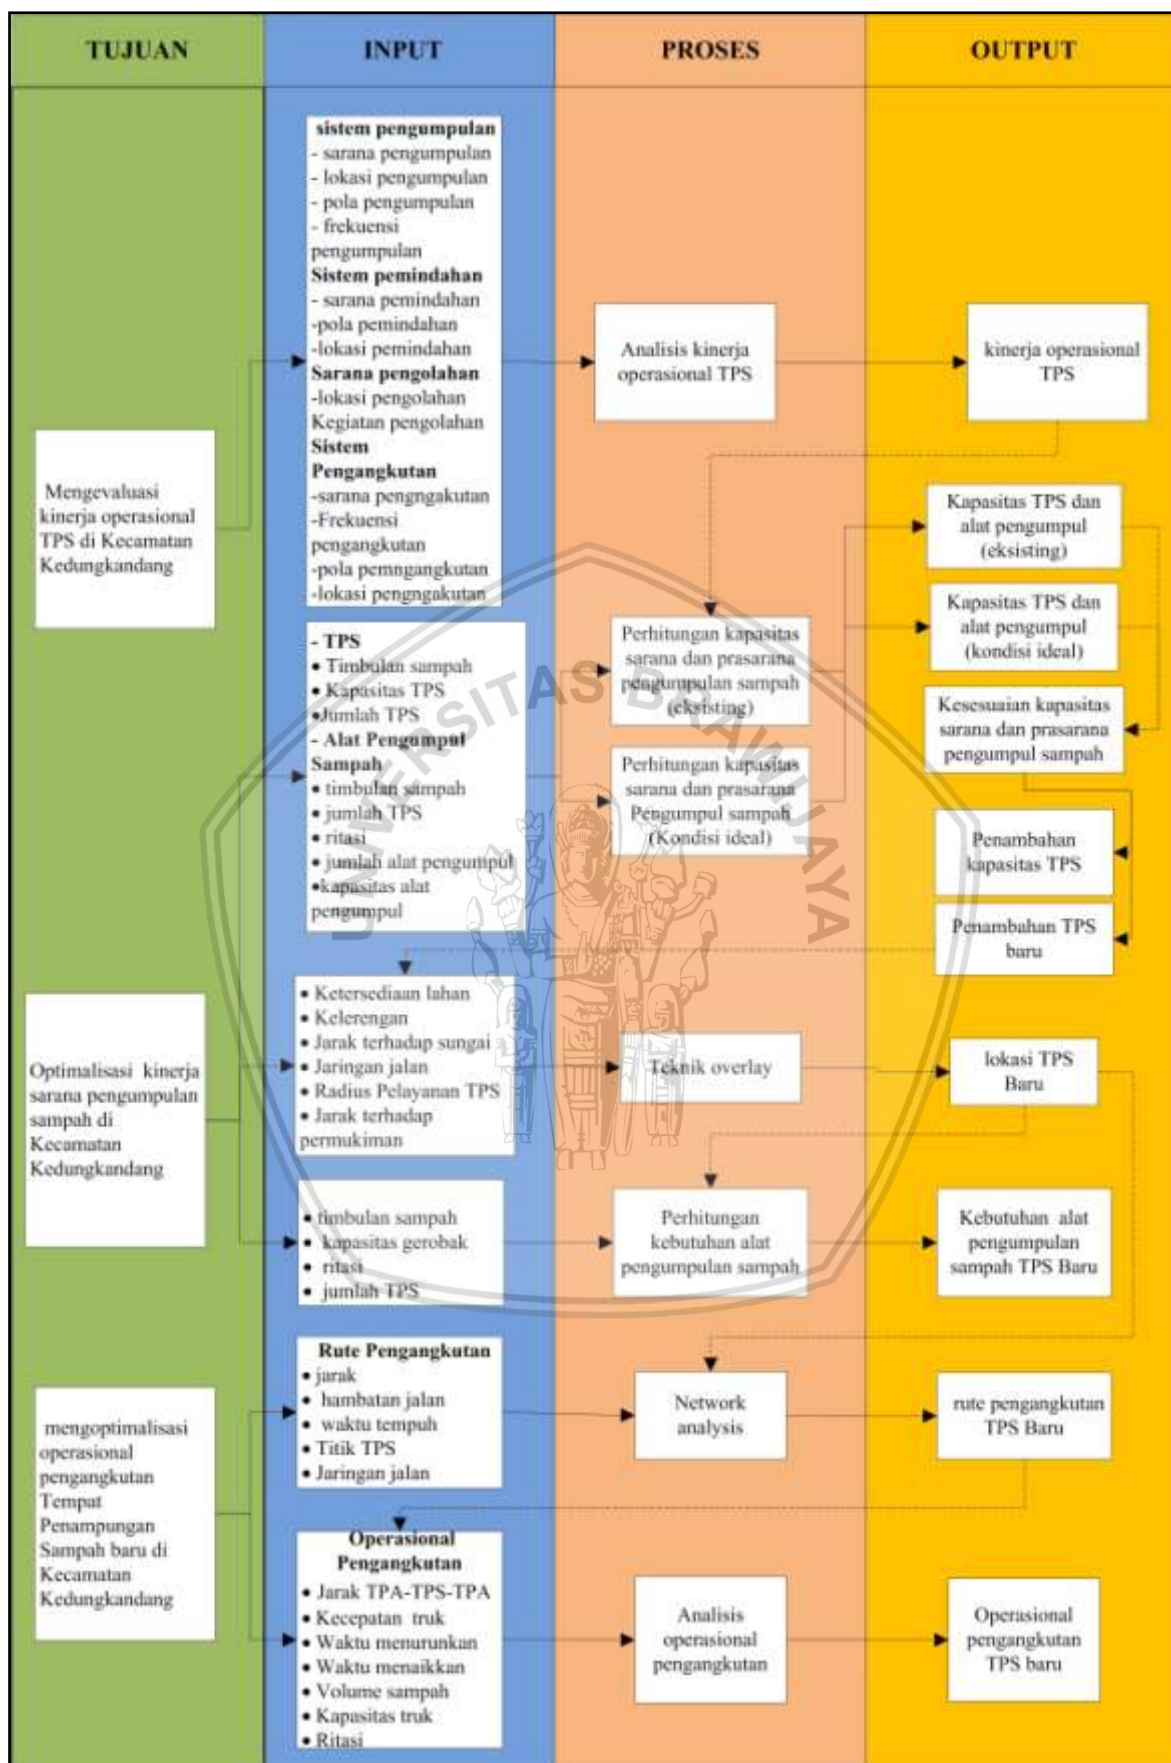 TUJUAN
INPUT
PROSES
OUTPUT
sistem pengumpulan
- sarana pengumpulan
- lokasi pengumpulan
- pola pengumpulan
- frekuensi
pengumpulan
Sistem pemindahan
- sarana pemindahan
-pola pemindahan
-lokasi pemindahan
Sarana pengolahan
-lokasi pengolahan
Kegiatan pengolahan
Sistem
Pengangkutan
-sarana pengngakutan
-Frekuensi
pengangkutan
-pola pemngangkutan
-lokasi pengngakutan
Analisis kinerja
operasional TPS
kinerja operasional
TPS
Mengevaluasi
kinerja operasional
TPS di Kecamatan
Kedungkandang
Kapasitas TPS dan
alat pengumpul
(eksisting)
Kapasitas TPS dan
alat pengumpul
(kondisi ideal)
Kesesuaian kapasitas
sarana dan prasarana
pengumpul sampah
- TPS
• Timbulan sampah
• Kapasitas TPS
•Jumlah TPS
- Alat Pengumpul
Sampah
• timbulan sampah
• jumlah TPS
• ritasi
• jumlah alat pengumpul
•kapasitas alat
pengumpul
Perhitungan kapasitas
sarana dan prasarana
pengumpulan sampah
(eksisting)
Perhitungan kapasitas
sarana dan prasarana
Pengumpul sampah
(Kondisi ideal)
Penambahan
kapasitas TPS
Penambahan TPS
baru
Optimalisasi kinerja
sarana pengumpulan
sampah di
Kecamatan
Kedungkandang
• Ketersediaan lahan
• Kelerengan
• Jarak terhadap sungai
• Jaringan jalan
• Radius Pelayanan TPS
• Jarak terhadap
permukiman
Teknik overlay
lokasi TPS
Baru
• timbulan sampah
• kapasitas gerobak
• ritasi
• jumlah TPS
Perhitungan
kebutuhan alat
pengumpulan sampah
Kebutuhan alat
pengumpulan
sampah TPS Baru
mengoptimalisasi
operasional
pengangkutan
Tempat
Penampungan
Sampah baru di
Kecamatan
Kedungkandang
Rute Pengangkutan
• jarak
• hambatan jalan
• waktu tempuh
• Titik TPS
• Jaringan jalan
Network
analysis
rute pengangkutan
TPS Baru
Operasional
Pengangkutan
• Jarak TPA-TPS-TPA
• Kecepatan truk
• Waktu menurunkan
• Waktu menaikkan
• Volume sampah
• Kapasitas truk
• Ritasi
Analisis
operasional
pengangkutan
Operasional
pengangkutan
TPS baru
UNIVERSITAS BRAWIJAYA